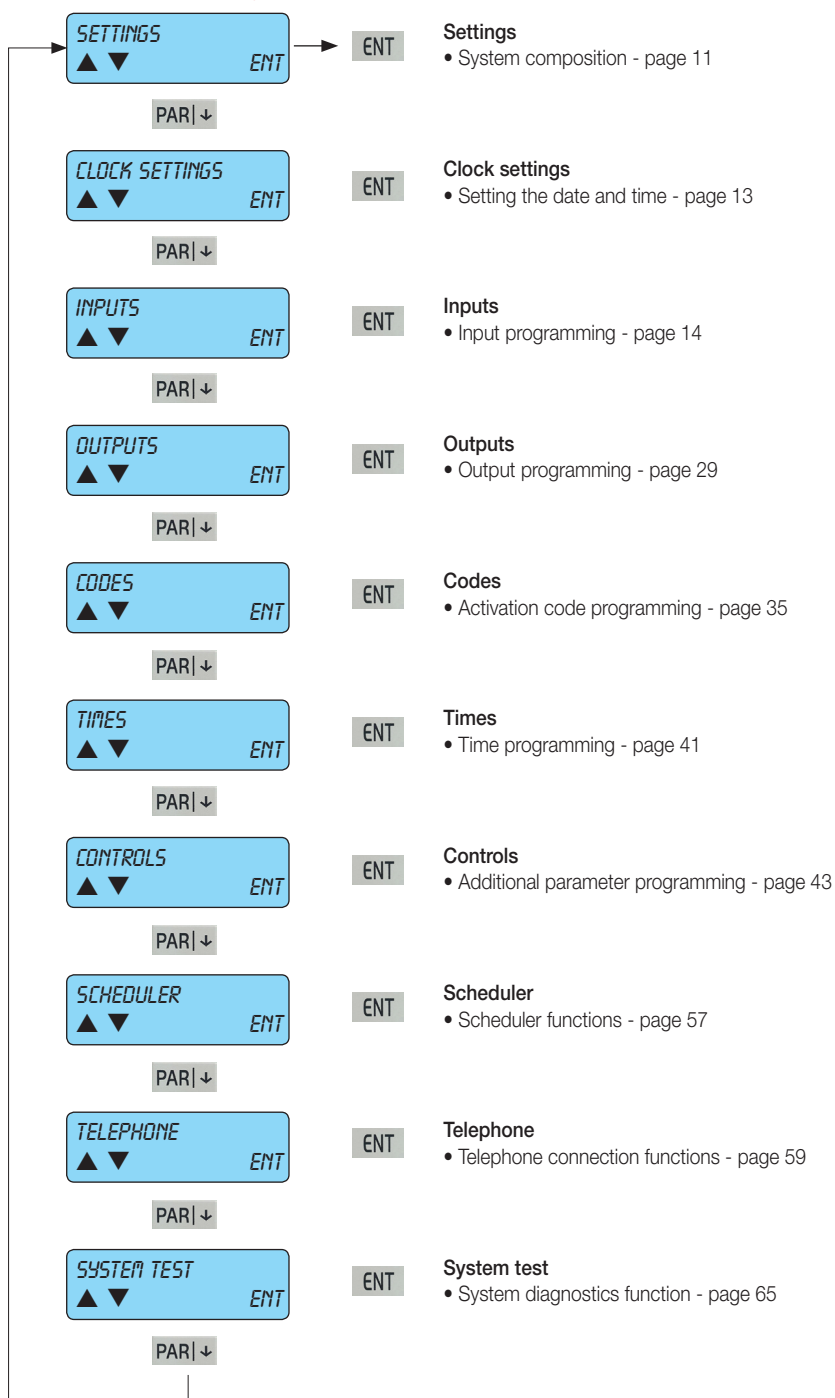 SETTINGS
▲ ▼ ENT
ENT
Settings
• System composition - page 11
PAR|↓
CLOCK SETTINGS
▲ ▼ ENT
ENT
Clock settings
• Setting the date and time - page 13
PAR|↓
INPUTS
▲ ▼ ENT
ENT
Inputs
• Input programming - page 14
PAR|↓
OUTPUTS
▲ ▼ ENT
ENT
Outputs
• Output programming - page 29
PAR|↓
CODES
▲ ▼ ENT
ENT
Codes
• Activation code programming - page 35
PAR|↓
TIMES
▲ ▼ ENT
ENT
Times
• Time programming - page 41
PAR|↓
CONTROLS
▲ ▼ ENT
ENT
Controls
• Additional parameter programming - page 43
PAR|↓
SCHEDULER
▲ ▼ ENT
ENT
Scheduler
• Scheduler functions - page 57
PAR|↓
TELEPHONE
▲ ▼ ENT
ENT
Telephone
• Telephone connection functions - page 59
PAR|↓
SYSTEM TEST
▲ ▼ ENT
ENT
System test
• System diagnostics function - page 65
PAR|↓